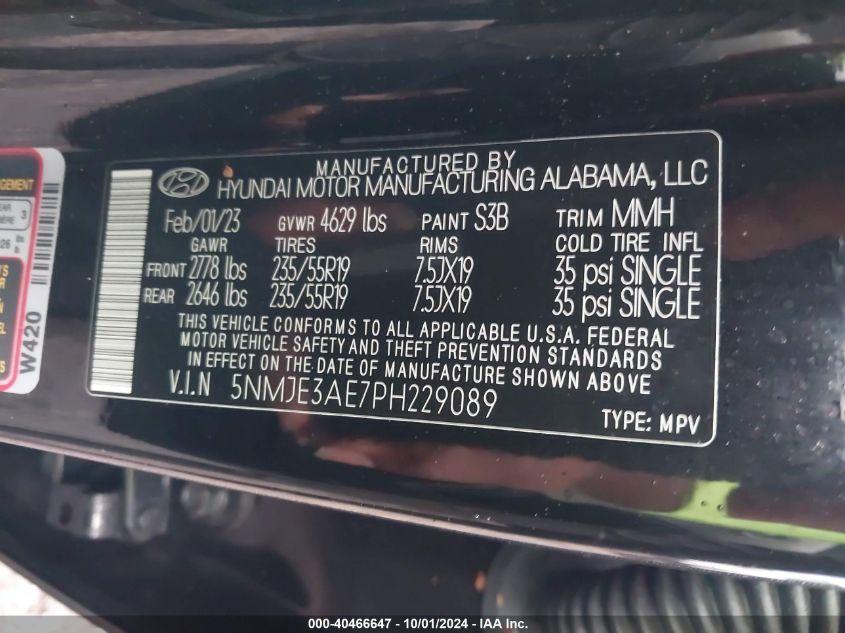 GEMENT
EAR
3
026
W420
MANUFACTURED BY
HYUNDAI MOTOR MANUFACTURING ALABAMA, LLC
Feb/01/23 GVWR 4629 lbs PAINT S3B TRIM MMH
GAWR TIRES RIMS COLD TIRE INFL
FRONT 2778 lbs 235/55R19 7.5JX19 35 psi SINGLE
REAR 2646 lbs 235/55R19 7.5JX19 35 psi SINGLE
THIS VEHICLE CONFORMS TO ALL APPLICABLE U.S.A. FEDERAL
MOTOR VEHICLE SAFETY AND THEFT PREVENTION STANDARDS
IN EFFECT ON THE DATE OF MANUFACTURE SHOWN ABOVE
V.I.N 5NMJE3AE7PH229089
TYPE: MPV
000-40466647 - 10/01/2024 - IAA Inc.